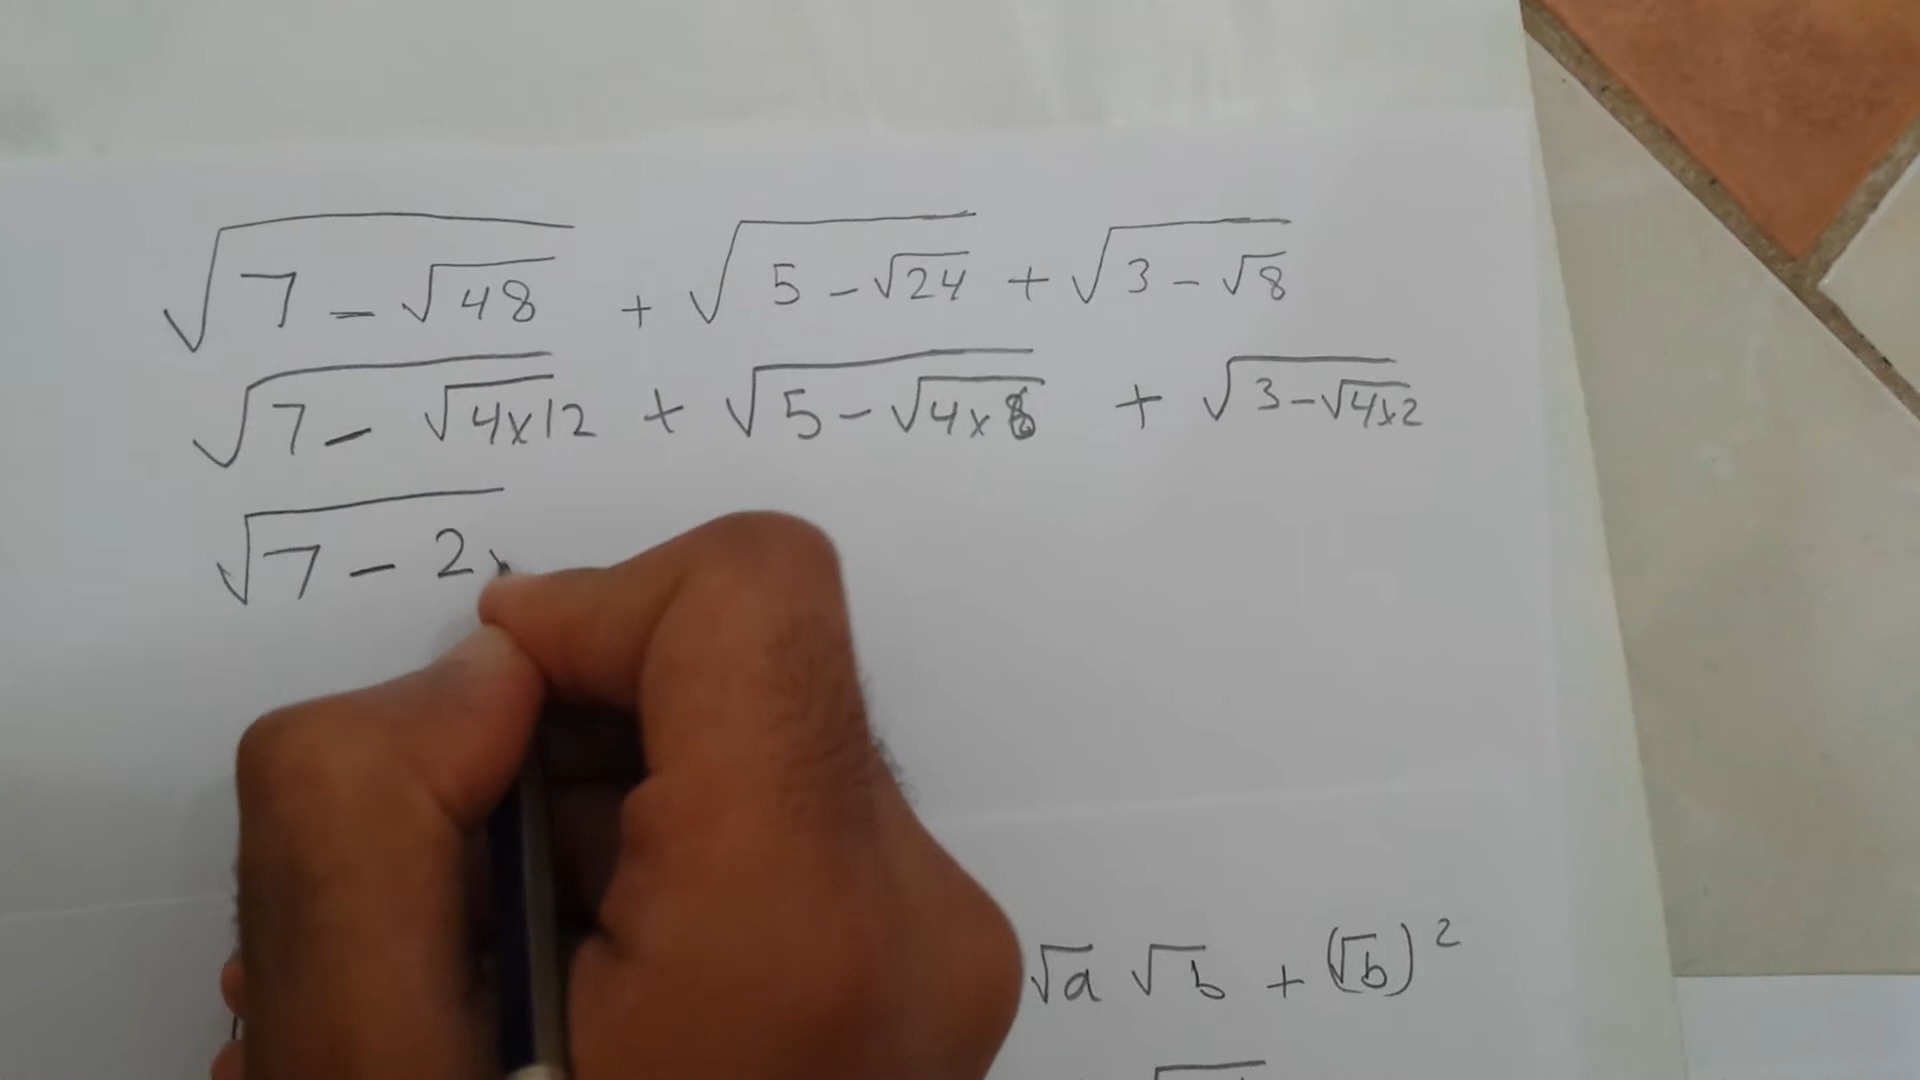 √(7 - √48) + √(5 - √24) + √(3 - √8)
√(7 - √4x12) + √(5 - √4x6) + √(3 - √4x2)
√(7 - 2
√a √b + (√b)²